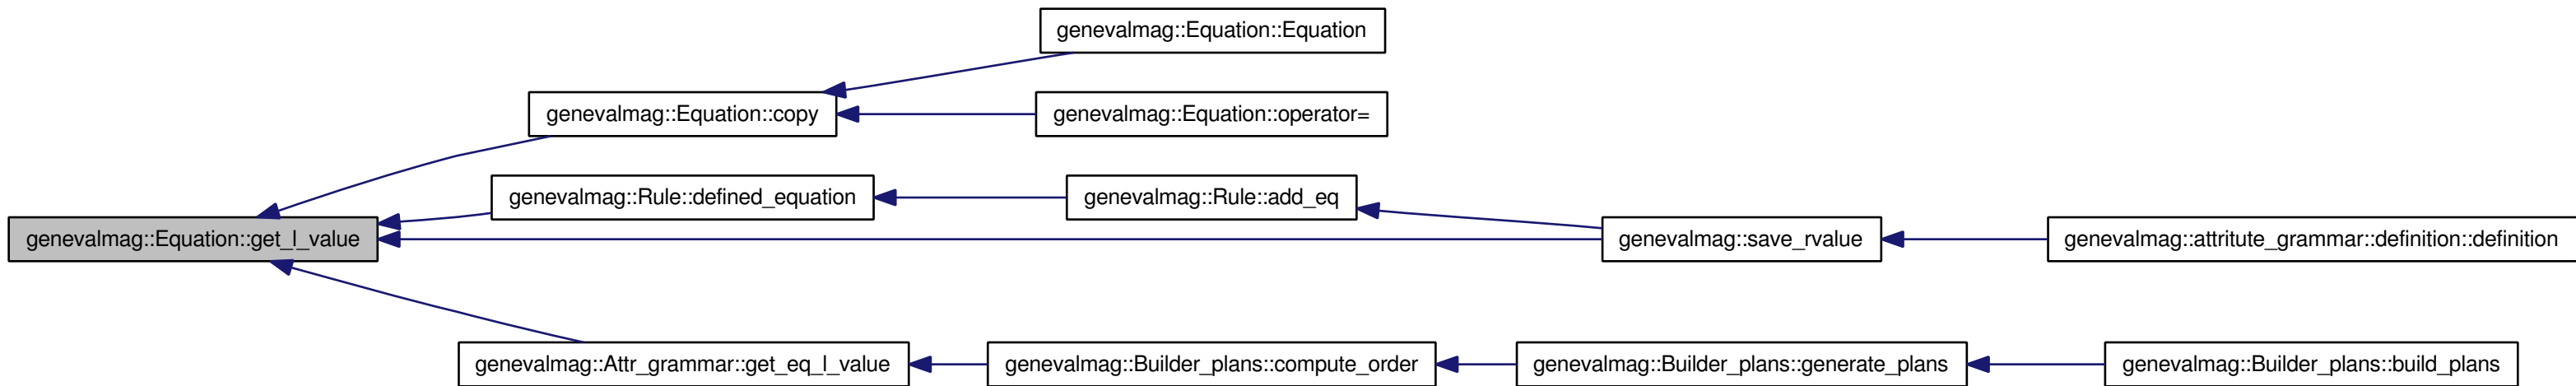 genevalmag::Equation::Equation
genevalmag::Equation::copy
genevalmag::Equation::operator=
genevalmag::Rule::defined_equation
genevalmag::Rule::add_eq
genevalmag::Equation::get_l_value
genevalmag::save_rvalue
genevalmag::attritute_grammar::definition::definition
genevalmag::Attr_grammar::get_eq_l_value
genevalmag::Builder_plans::compute_order
genevalmag::Builder_plans::generate_plans
genevalmag::Builder_plans::build_plans